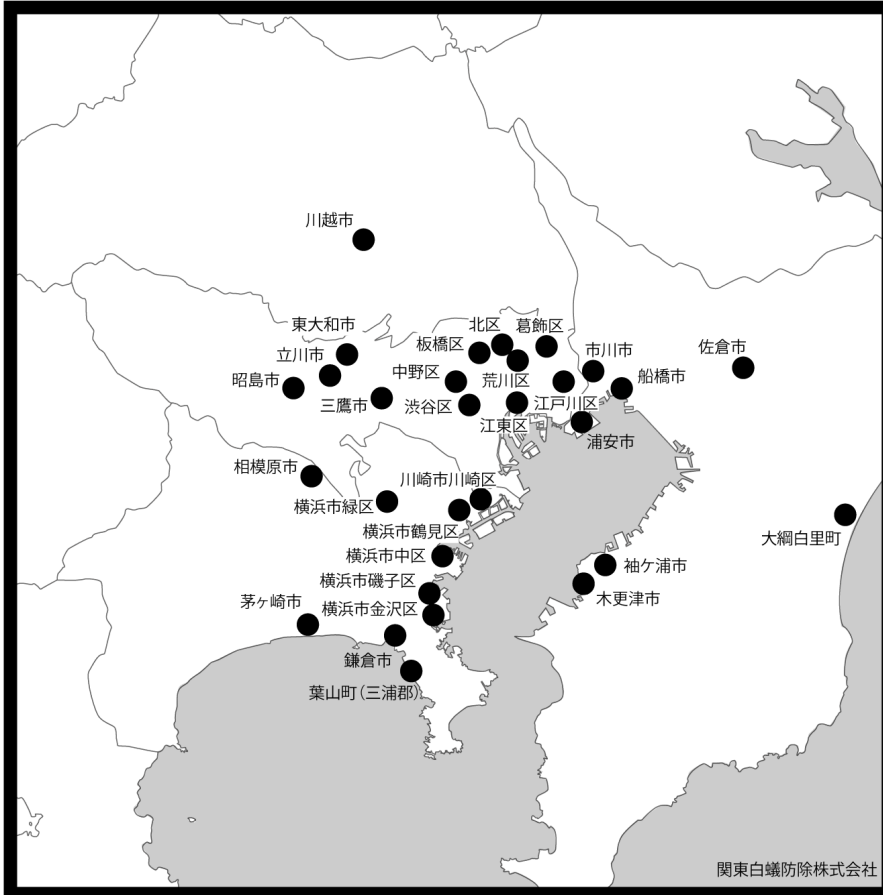 川越市
東大和市
北区
葛飾区
板橋区
立川市
市川市
佐倉市
昭島市
中野区
荒川区
船橋市
三鷹市
渋谷区
江戸川区
江東区
浦安市
相模原市
川崎市川崎区
横浜市緑区
横浜市鶴見区
大綱白里町
横浜市中区
袖ケ浦市
横浜市磯子区
木更津市
茅ヶ崎市
横浜市金沢区
鎌倉市
葉山町(三浦郡)
関東白蟻防除株式会社